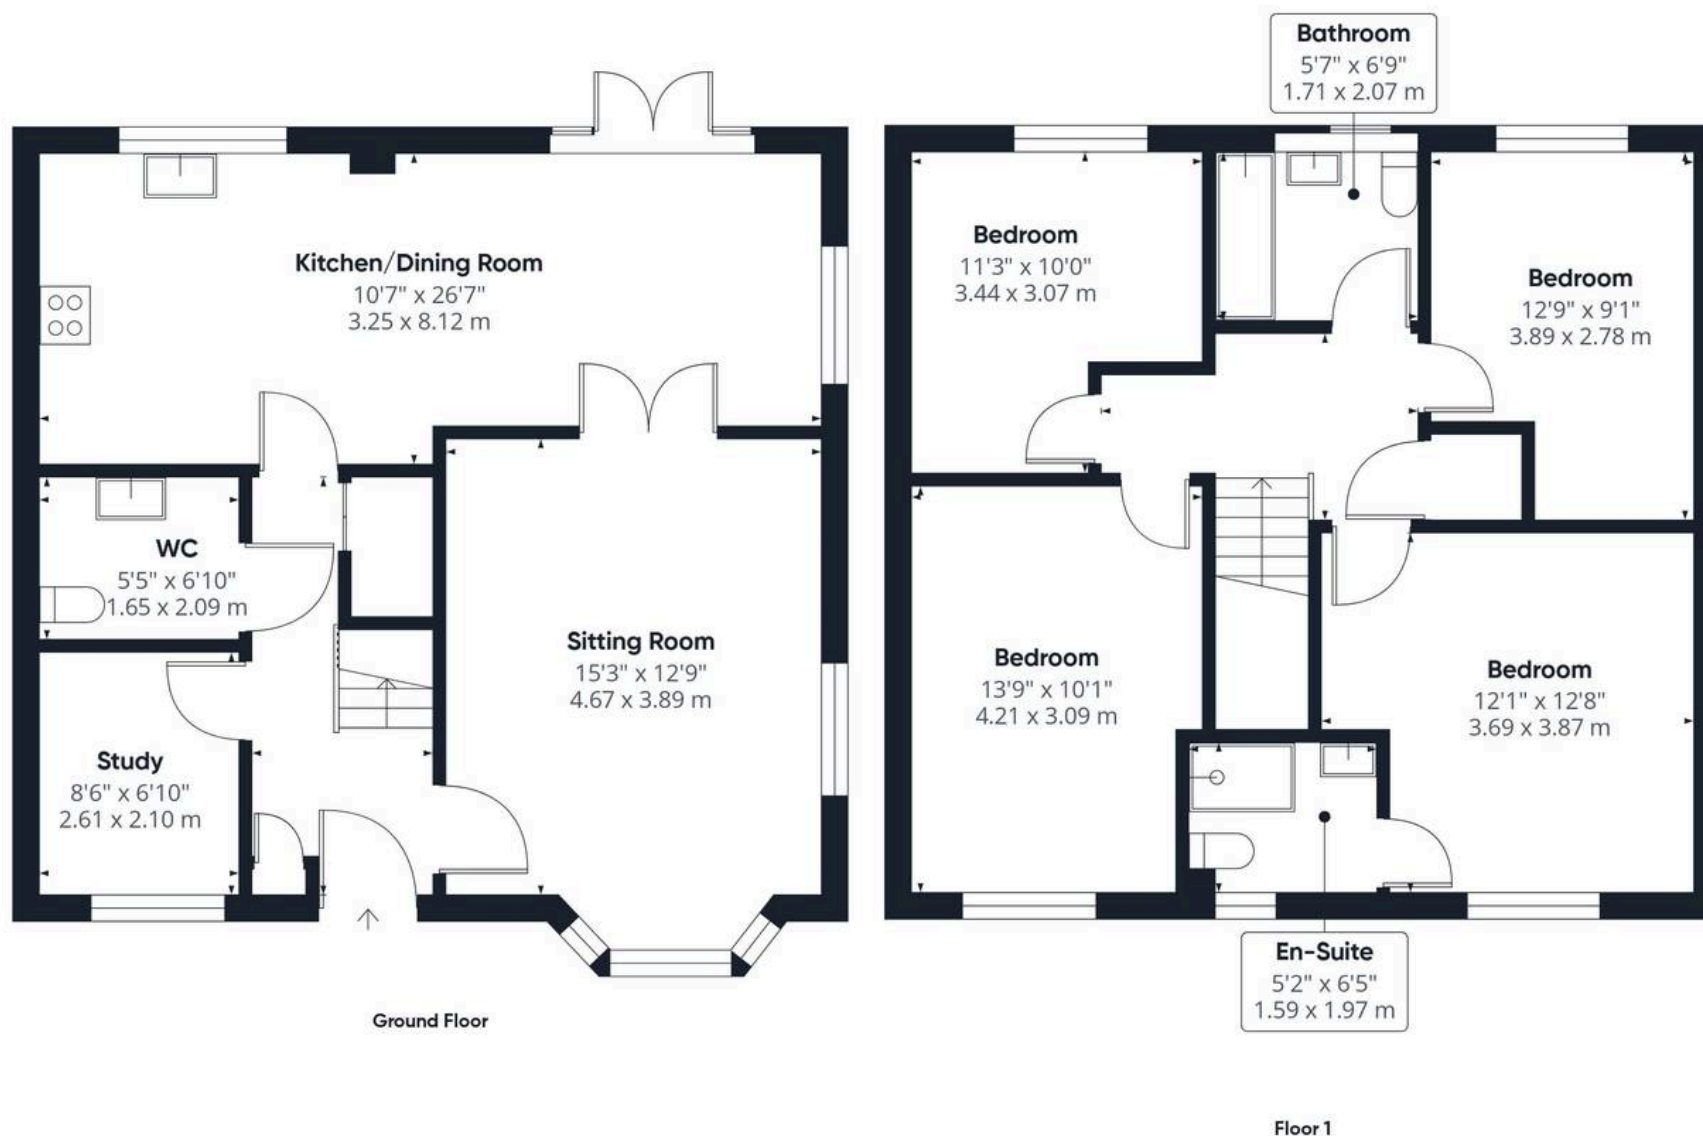 Kitchen/Dining Room
10'7" x 26'7"
3.25 x 8.12 m
WC
5'5" x 6'10"
1.65 x 2.09 m
Study
8'6" x 6'10"
2.61 x 2.10 m
Sitting Room
15'3" x 12'9"
4.67 x 3.89 m
Ground Floor
Bathroom
5'7" x 6'9"
1.71 x 2.07 m
Bedroom
11'3" x 10'0"
3.44 x 3.07 m
Bedroom
12'9" x 9'1"
3.89 x 2.78 m
Bedroom
13'9" x 10'1"
4.21 x 3.09 m
Bedroom
12'1" x 12'8"
3.69 x 3.87 m
En-Suite
5'2" x 6'5"
1.59 x 1.97 m
Floor 1